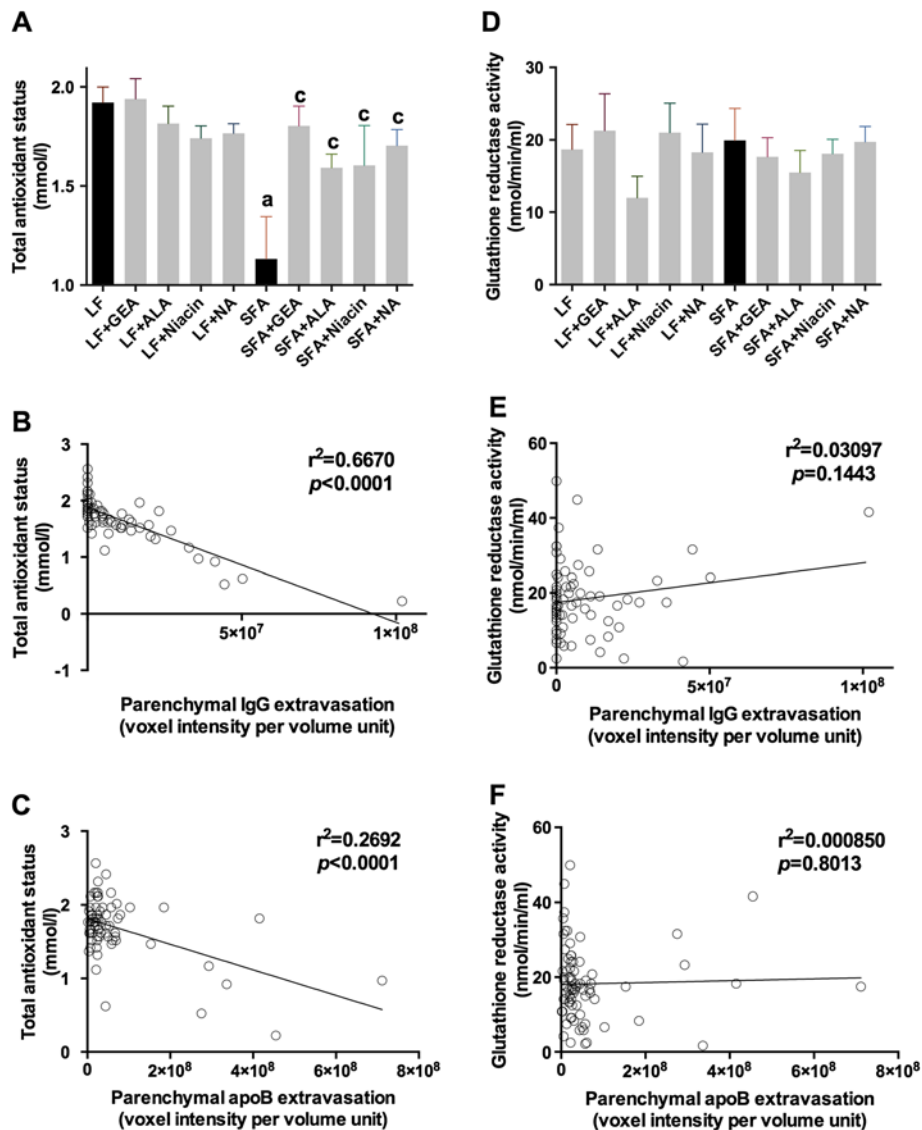 A
Total antioxidant status
(mmol/l)
2.0
1.5
1.0
a
c
c
c
c
LF
LF+GEA
LF+ALA
LF+Niacin
LF+NA
SFA
SFA+GEA
SFA+ALA
SFA+Niacin
SFA+NA
B
Total antioxidant status
(mmol/l)
3
2
1
0
-1
r²=0.6670
p<0.0001
5×10⁷
1×10⁸
Parenchymal IgG extravasation
(voxel intensity per volume unit)
C
Total antioxidant status
(mmol/l)
3
2
1
0
r²=0.2692
p<0.0001
0
2×10⁸
4×10⁸
6×10⁸
8×10⁸
Parenchymal apoB extravasation
(voxel intensity per volume unit)
D
Glutathione reductase activity
(nmol/min/ml)
30
20
10
0
LF
LF+GEA
LF+ALA
LF+Niacin
LF+NA
SFA
SFA+GEA
SFA+ALA
SFA+Niacin
SFA+NA
E
Glutathione reductase activity
(nmol/min/ml)
60
40
20
0
r²=0.03097
p=0.1443
0
5×10⁷
1×10⁸
Parenchymal IgG extravasation
(voxel intensity per volume unit)
F
Glutathione reductase activity
(nmol/min/ml)
60
40
20
0
r²=0.000850
p=0.8013
0
2×10⁸
4×10⁸
6×10⁸
8×10⁸
Parenchymal apoB extravasation
(voxel intensity per volume unit)